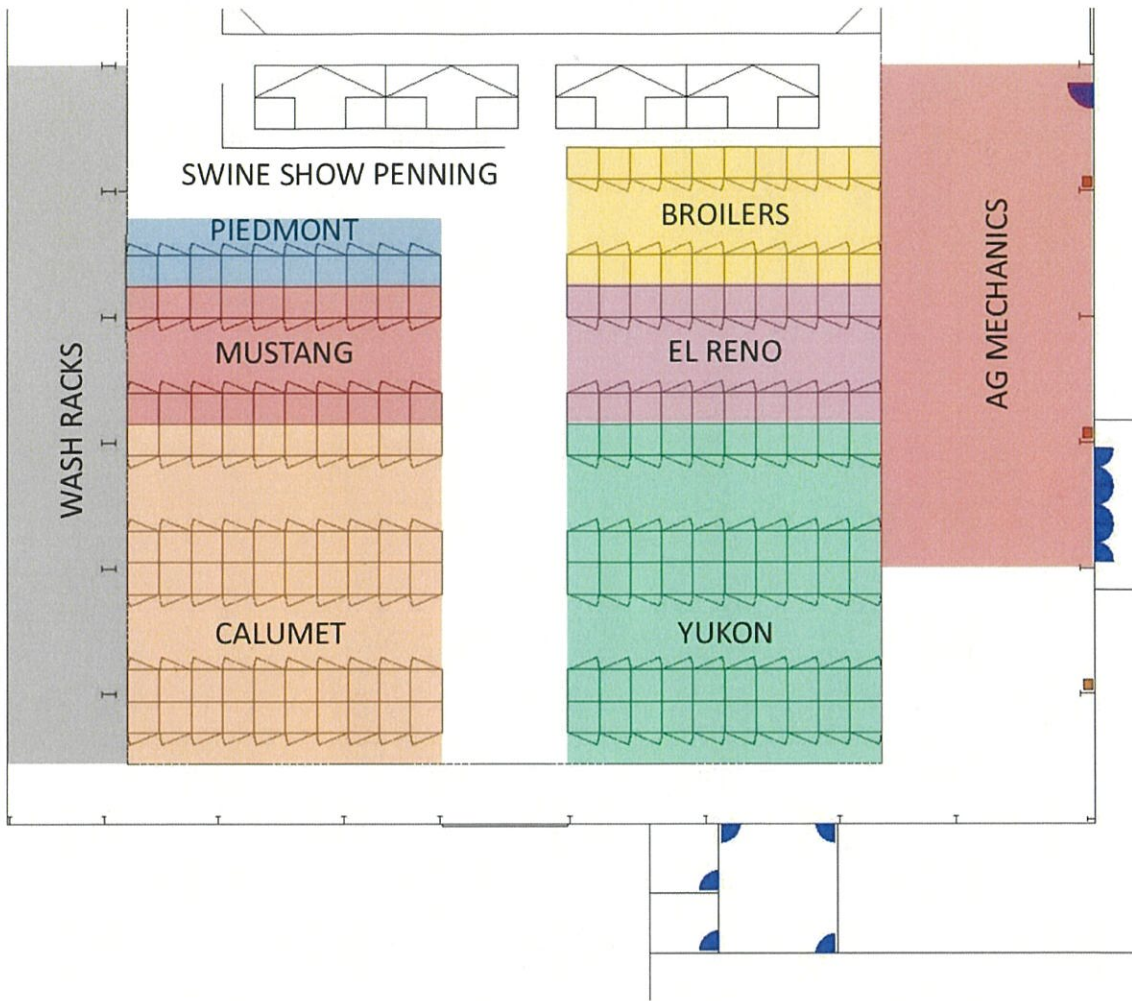 SWINE SHOW PENNING
PIEDMONT
BROILERS
MUSTANG
EL RENO
AG MECHANICS
WASH RACKS
CALUMET
YUKON